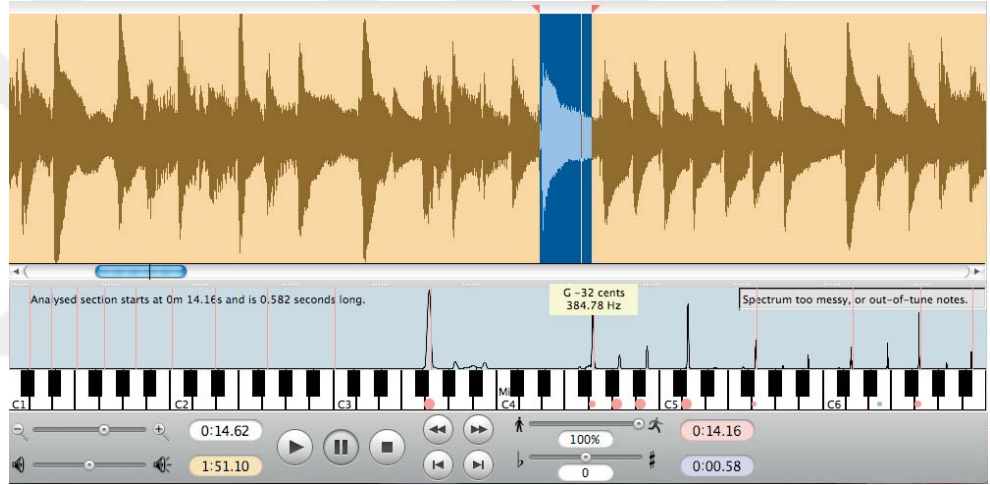 Analysed section starts at 0m 14.16s and is 0.582 seconds long.
G -32 cents
384.78 Hz
Spectrum too messy, or out-of-tune notes.
C1
C2
C3
Mi
C4
C5
C6
0:14.62
100%
0:14.16
1:51.10
♭
♯
0
0:00.58